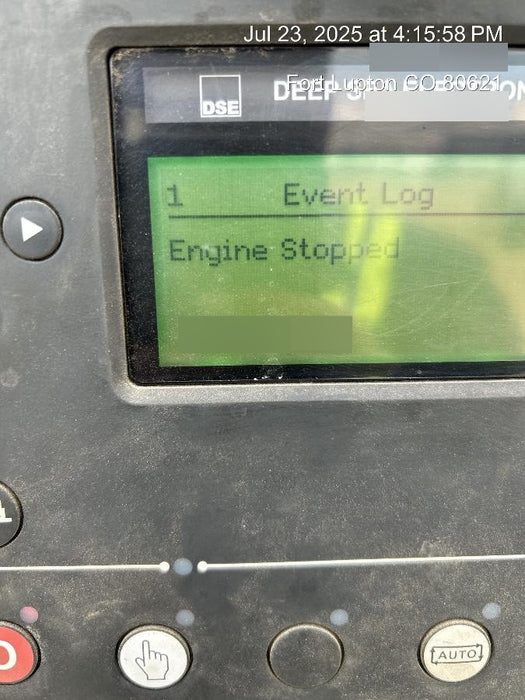 Jul 23, 2025 at 4:15:58 PM
Fort Lupton CO 80621
DSE
1 Event Log
Engine Stopped
AUTO